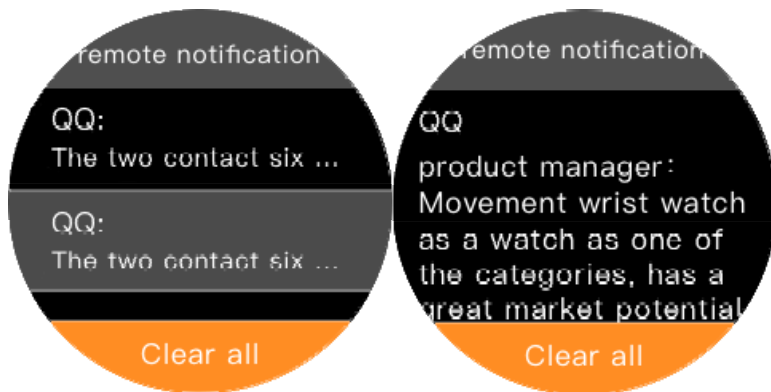 remote notification
QQ:
The two contact six ...
QQ:
The two contact six ...
Clear all
remote notification
QQ
product manager:
Movement wrist watch
as a watch as one of
the categories, has a
great market potential
Clear all